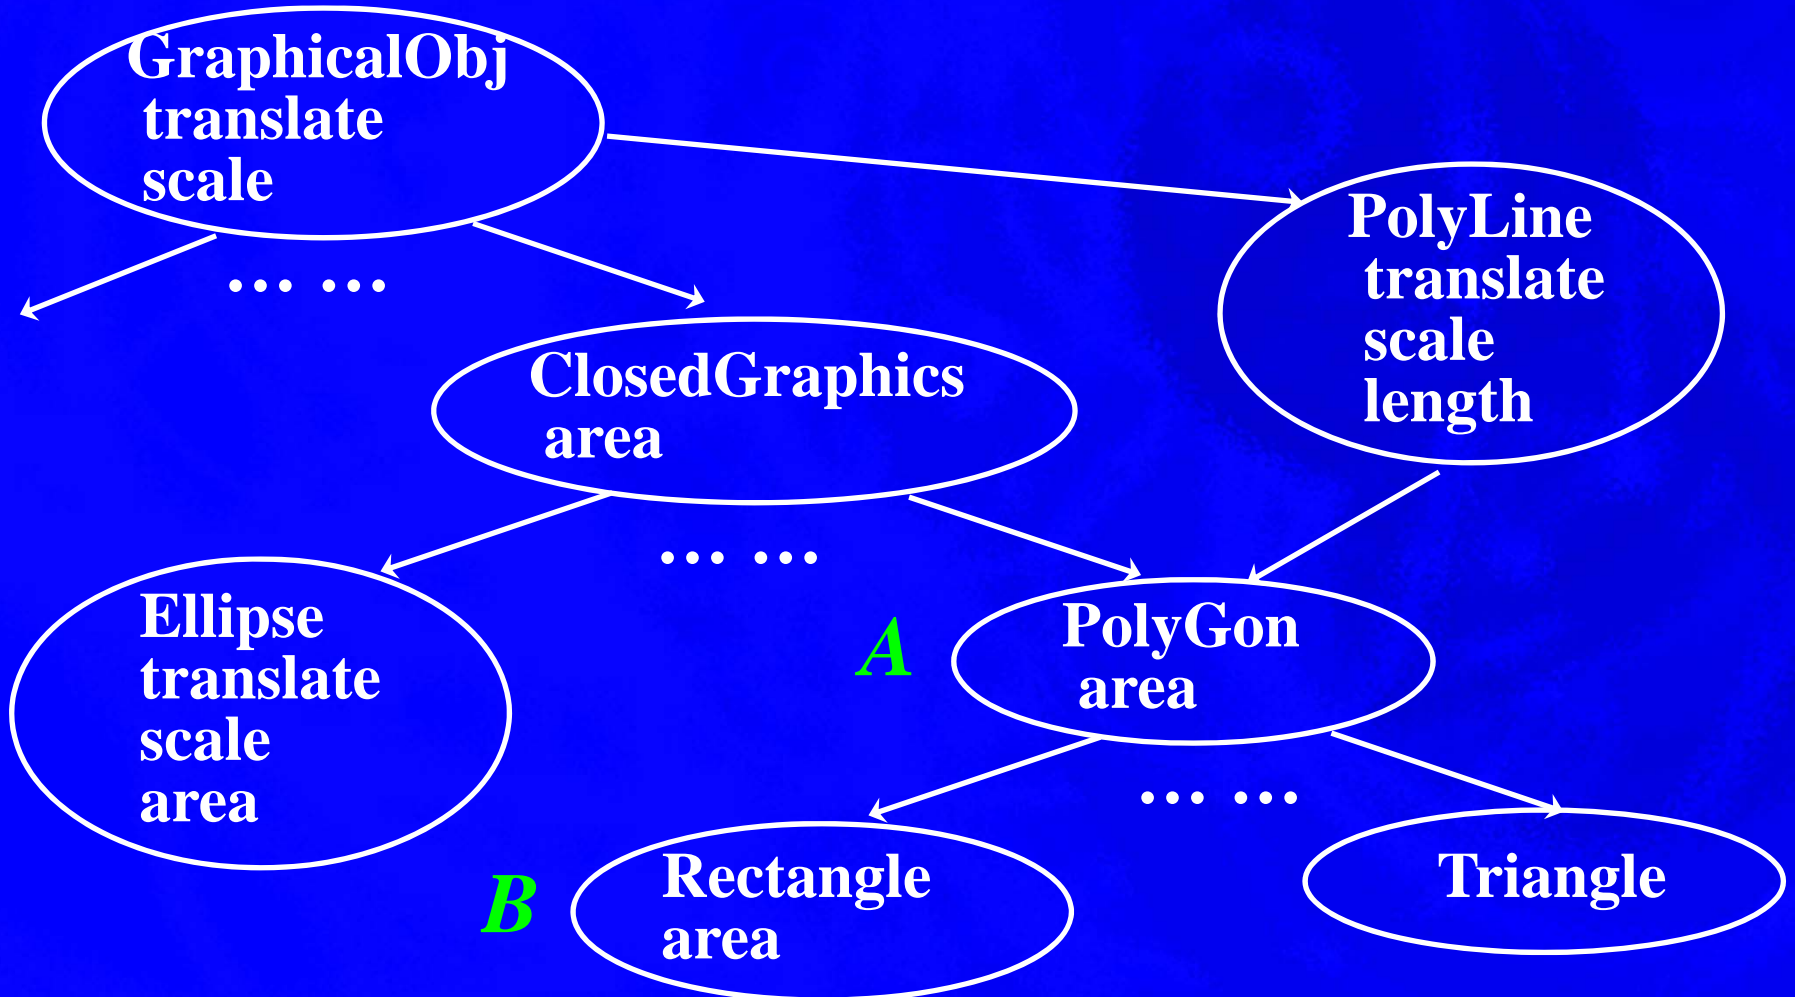 GraphicalObj
translate
scale
... ...
PolyLine
translate
scale
length
ClosedGraphics
area
... ...
Ellipse
translate
scale
area
A
PolyGon
area
... ...
B
Rectangle
area
Triangle